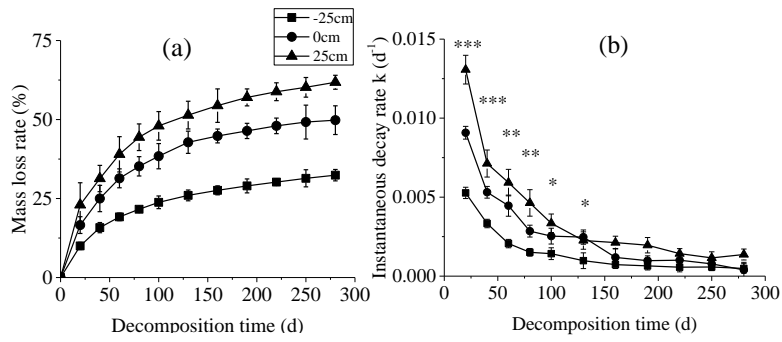 -25cm
0cm
25cm
(a)
Mass loss rate (%)
75
50
25
0
0 50 100 150 200 250 300
Decomposition time (d)
(b)
Instantaneous decay rate k (d⁻¹)
0.015
0.010
0.005
0.000
***
***
**
**
*
*
0 50 100 150 200 250 300
Decomposition time (d)